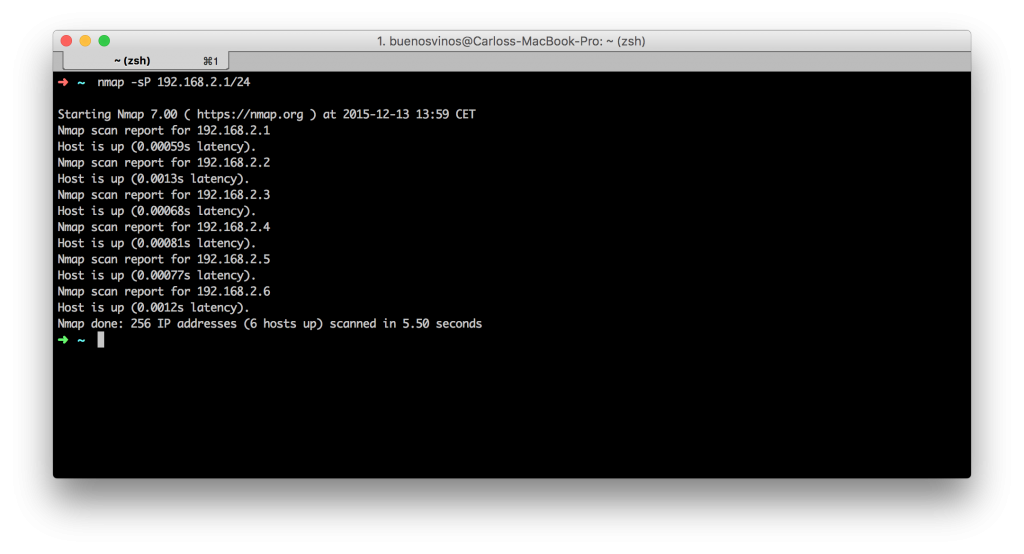 1. buenosvinos@Carloss-MacBook-Pro: ~ (zsh)
~ (zsh) ⌘1
➜ ~ nmap -sP 192.168.2.1/24
Starting Nmap 7.00 ( https://nmap.org ) at 2015-12-13 13:59 CET
Nmap scan report for 192.168.2.1
Host is up (0.00059s latency).
Nmap scan report for 192.168.2.2
Host is up (0.0013s latency).
Nmap scan report for 192.168.2.3
Host is up (0.00068s latency).
Nmap scan report for 192.168.2.4
Host is up (0.00081s latency).
Nmap scan report for 192.168.2.5
Host is up (0.00077s latency).
Nmap scan report for 192.168.2.6
Host is up (0.0012s latency).
Nmap done: 256 IP addresses (6 hosts up) scanned in 5.50 seconds
➜ ~